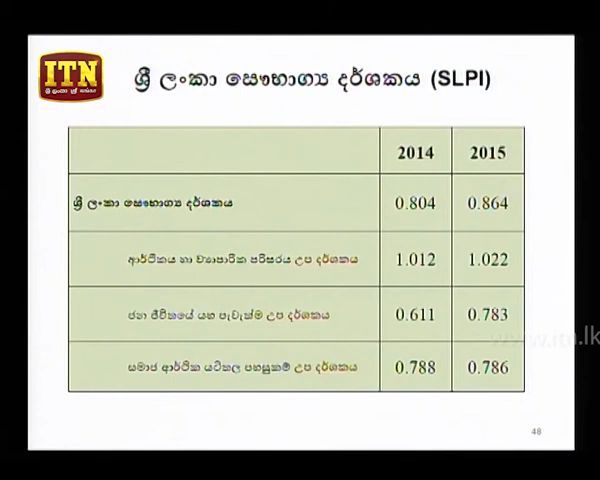 ITN
ශ්‍රී ලංකා සෞභාග්‍ය දර්ශකය (SLPI)
2014 2015
ශ්‍රී ලංකා සෞභාග්‍ය දර්ශකය 0.804 0.864
ආර්ථිකය හා ව්‍යාපාරික පරිසරය උප දර්ශකය 1.012 1.022
ජන ජීවිතයේ යහ පැවැත්ම උප දර්ශකය 0.611 0.783
සමාජ ආර්ථික යටිතල පහසුකම් උප දර්ශකය 0.788 0.786
www.itn.lk
48